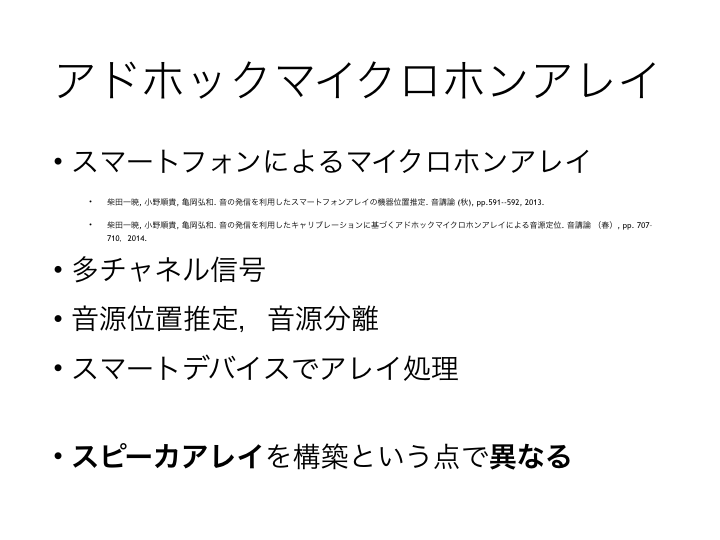 アドホックマイクロホンアレイ
• スマートフォンによるマイクロホンアレイ
• 柴田一暁, 小野順貴, 亀岡弘和. 音の発信を利用したスマートフォンアレイの機器位置推定. 音講論 (秋), pp.591--592, 2013.
• 柴田一暁, 小野順貴, 亀岡弘和. 音の発信を利用したキャリブレーションに基づくアドホックマイクロホンアレイによる音源定位. 音講論 （春）, pp. 707-
710, 2014.
• 多チャネル信号
• 音源位置推定，音源分離
• スマートデバイスでアレイ処理
• スピーカアレイを構築という点で異なる